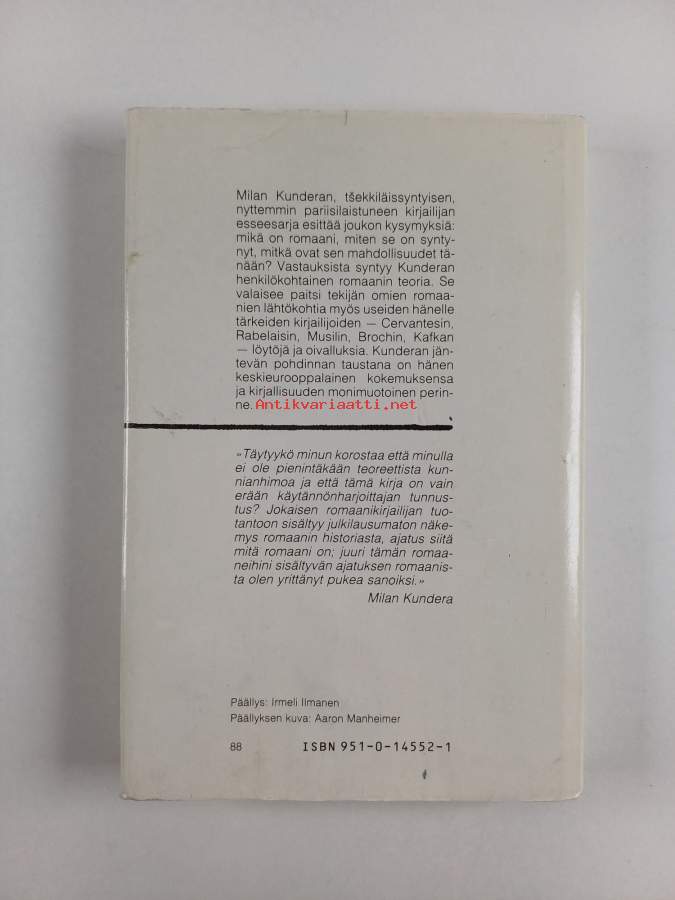 Milan Kunderan, tšekkiläissyntyisen,
nyttemmin pariisilaistuneen kirjailijan
esseesarja esittää joukon kysymyksiä:
mikä on romaani, miten se on synty-
nyt, mitkä ovat sen mahdollisuudet tä-
nään? Vastauksista syntyy Kunderan
henkilökohtainen romaanin teoria. Se
valaisee paitsi tekijän omien romaa-
nien lähtökohtia myös useiden hänelle
tärkeiden kirjailijoiden — Cervantesin,
Rabelaisin, Musilin, Brochin, Kafkan
— löytöjä ja oivalluksia. Kunderan jän-
tevän pohdinnan taustana on hänen
keskieurooppalainen kokemuksensa
ja kirjallisuuden monimuotoinen perin-
ne. Antikvariaatti.net
»Täytyykö minun korostaa että minulla
ei ole pienintäkään teoreettista kun-
nianhimoa ja että tämä kirja on vain
erään käytännönharjoittajan tunnus-
tus? Jokaisen romaanikirjailijan tuo-
tantoon sisältyy julkilausumaton näke-
mys romaanin historiasta, ajatus siitä
mitä romaani on; juuri tämän romaa-
neihini sisältyvän ajatuksen romaanis-
ta olen yrittänyt pukea sanoiksi.»
Milan Kundera
Päällys: Irmeli Ilmanen
Päällyksen kuva: Aaron Manheimer
88 ISBN 951-0-14552-1